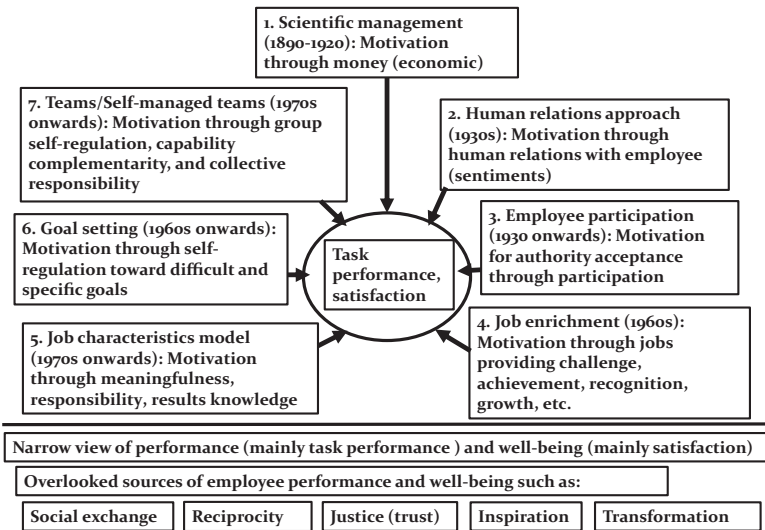 1. Scientific management
(1890-1920): Motivation
through money (economic)
7. Teams/Self-managed teams (1970s
onwards): Motivation through group
self-regulation, capability
complementarity, and collective
responsibility
2. Human relations approach
(1930s): Motivation through
human relations with employee
(sentiments)
6. Goal setting (1960s onwards):
Motivation through self-
regulation toward difficult and
specific goals
Task
performance,
satisfaction
3. Employee participation
(1930 onwards): Motivation
for authority acceptance
through participation
5. Job characteristics model
(1970s onwards): Motivation
through meaningfulness,
responsibility, results knowledge
4. Job enrichment (1960s):
Motivation through jobs
providing challenge,
achievement, recognition,
growth, etc.
Narrow view of performance (mainly task performance ) and well-being (mainly satisfaction)
Overlooked sources of employee performance and well-being such as:
Social exchange Reciprocity Justice (trust) Inspiration Transformation